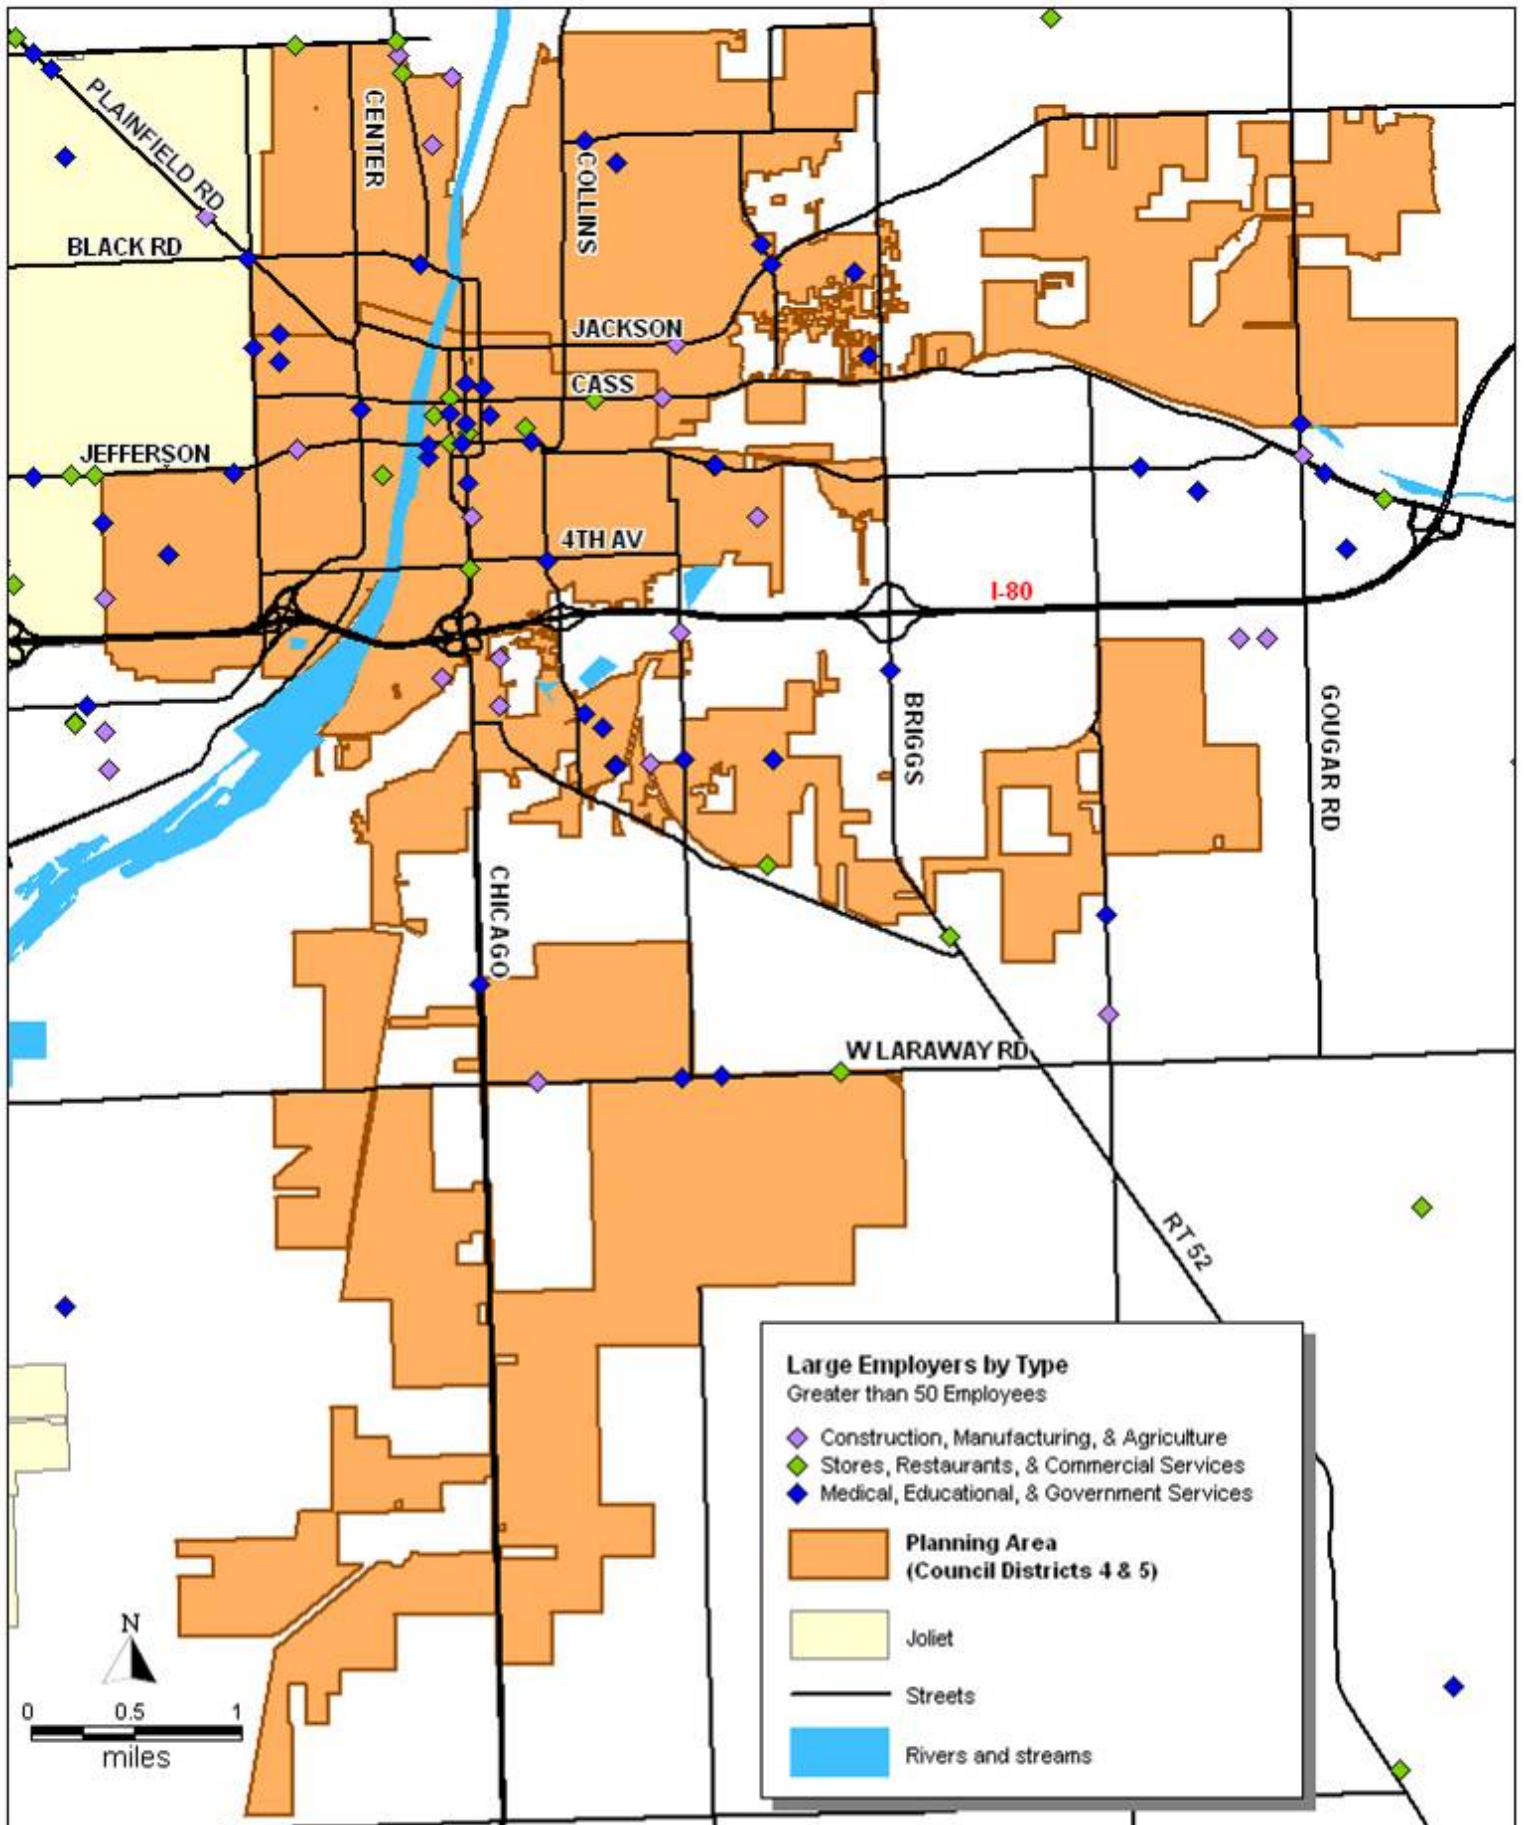 PLAINFIELD RD
CENTER
COLLINS
BLACK RD
JACKSON
CASS
JEFFERSON
4TH AV
I-80
BRIGGS
GOUGAR RD
CHICAGO
W LARAWAY RD
RT 52
Large Employers by Type
Greater than 50 Employees
Construction, Manufacturing, & Agriculture
Stores, Restaurants, & Commercial Services
Medical, Educational, & Government Services
Planning Area
(Council Districts 4 & 5)
Joliet
Streets
Rivers and streams
N
0 0.5 1
miles